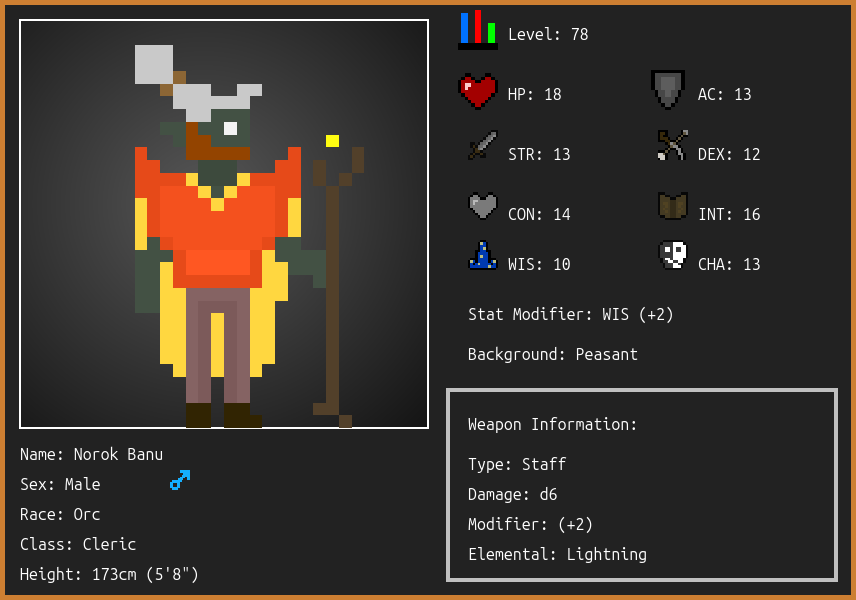 Level: 78
HP: 18
AC: 13
STR: 13
DEX: 12
CON: 14
INT: 16
WIS: 10
CHA: 13
Stat Modifier: WIS (+2)
Background: Peasant
Weapon Information:
Type: Staff
Damage: d6
Modifier: (+2)
Elemental: Lightning
Name: Norok Banu
Sex: Male
Race: Orc
Class: Cleric
Height: 173cm (5'8")